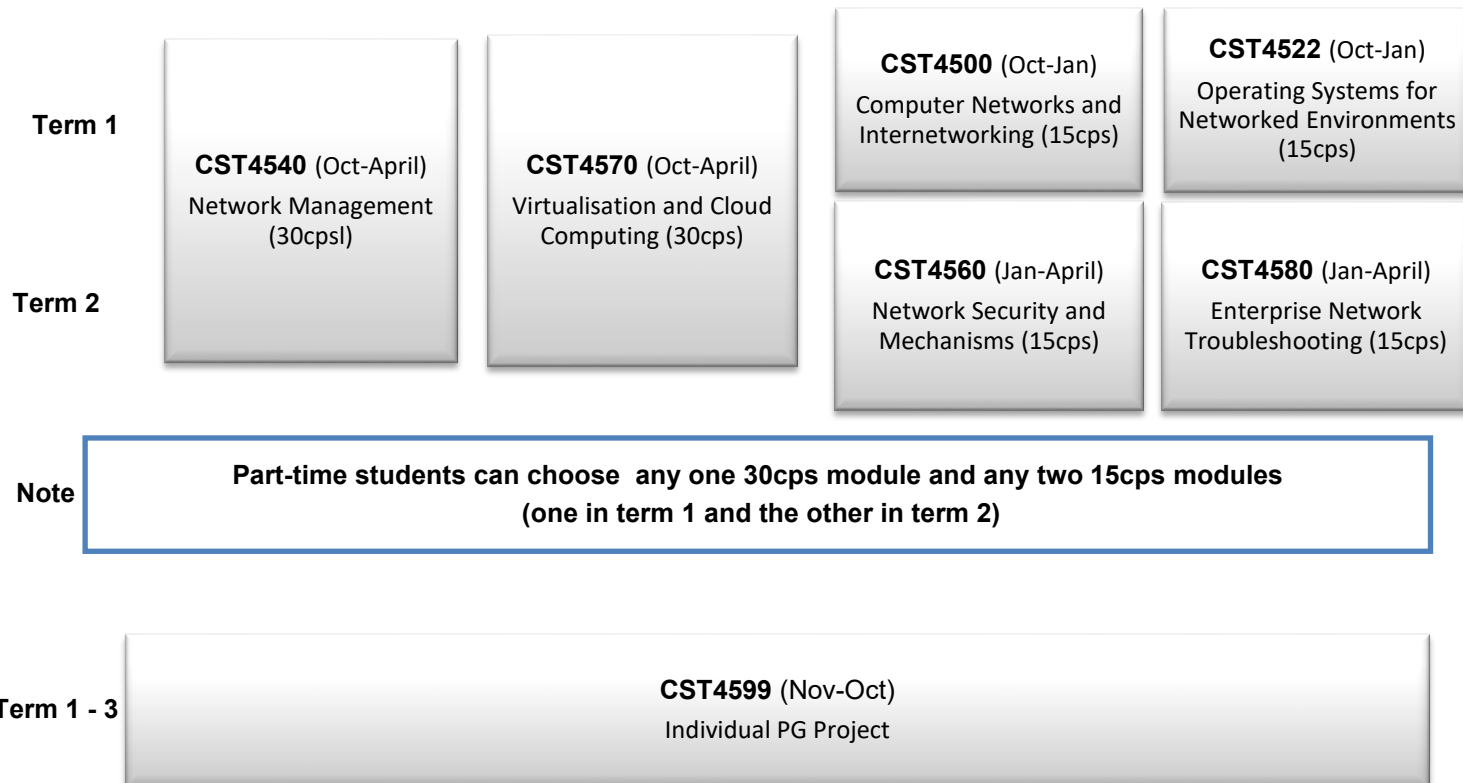 Term 1
Term 2
CST4540 (Oct-April)
Network Management
(30cpsl)
CST4570 (Oct-April)
Virtualisation and Cloud
Computing (30cps)
CST4500 (Oct-Jan)
Computer Networks and
Internetworking (15cps)
CST4522 (Oct-Jan)
Operating Systems for
Networked Environments
(15cps)
CST4560 (Jan-April)
Network Security and
Mechanisms (15cps)
CST4580 (Jan-April)
Enterprise Network
Troubleshooting (15cps)
Note
Part-time students can choose any one 30cps module and any two 15cps modules
(one in term 1 and the other in term 2)
Term 1 - 3
CST4599 (Nov-Oct)
Individual PG Project